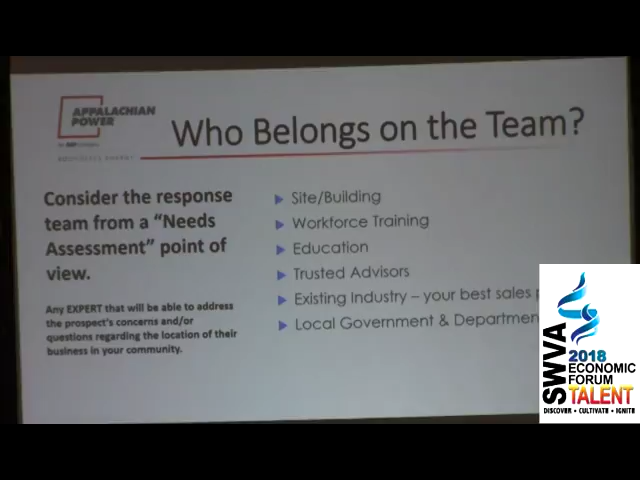 APPALACHIAN
POWER
Who Belongs on the Team?
Consider the response
team from a “Needs
Assessment” point of
view.
Any EXPERT that will be able to address
the prospect's concerns and/or
questions regarding the location of their
business in your community.
Site/Building
Workforce Training
Education
Trusted Advisors
Existing Industry – your best sales
Local Government &
SWVA
2018
ECONOMIC
FORUM
TALENT
DISCOVER • CULTIVATE • IGNITE